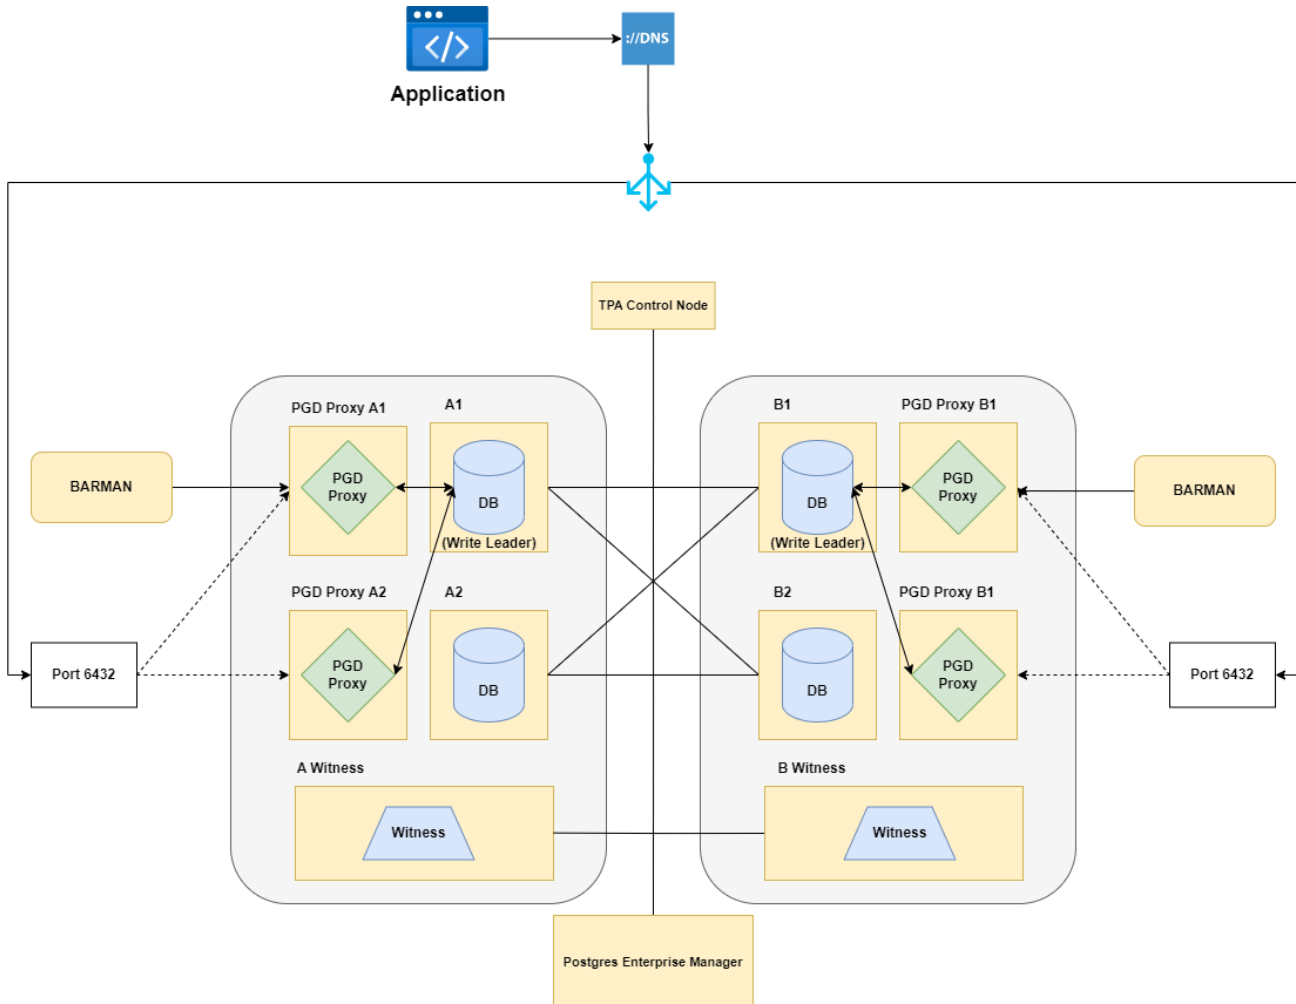 ://DNS
Application
TPA Control Node
PGD Proxy A1
A1
B1
PGD Proxy B1
BARMAN
PGD
Proxy
DB
(Write Leader)
DB
(Write Leader)
PGD
Proxy
BARMAN
PGD Proxy A2
A2
B2
PGD Proxy B1
Port 6432
PGD
Proxy
DB
DB
PGD
Proxy
Port 6432
A Witness
B Witness
Witness
Witness
Postgres Enterprise Manager